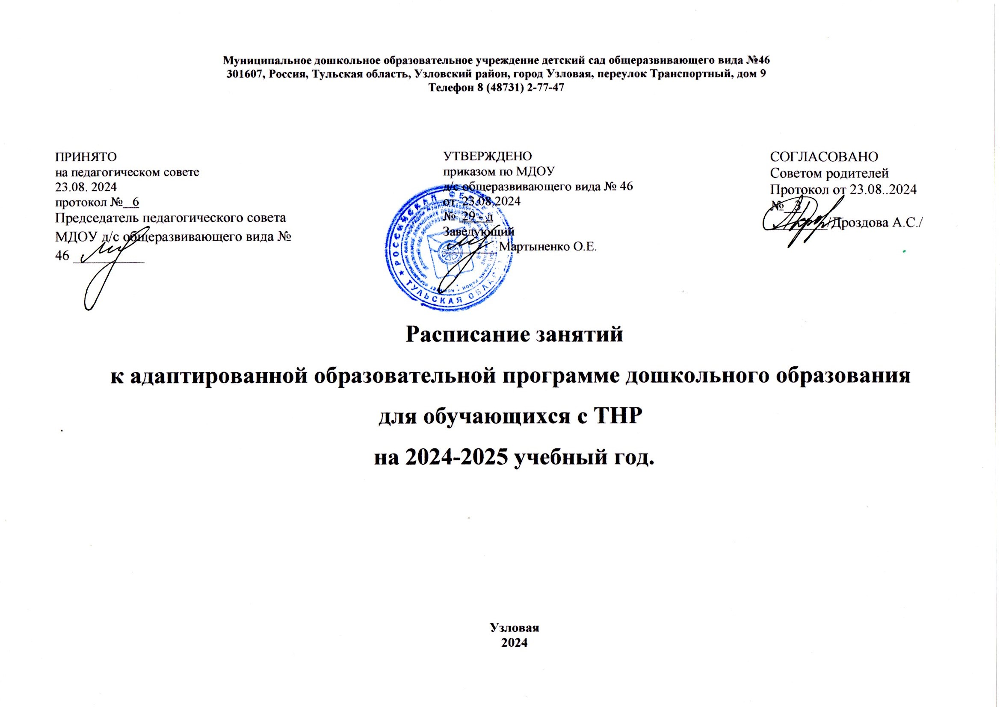 Муниципальное дошкольное образовательное учреждение детский сад общеразвивающего вида №46
301607, Россия, Тульская область, Узловский район, город Узловая, переулок Транспортный, дом 9
Телефон 8 (48731) 2-77-47
ПРИНЯТО
на педагогическом совете
23.08. 2024
протокол № 6
Председатель педагогического совета
МДОУ д/с общеразвивающего вида №
46
УТВЕРЖДЕНО
приказом по МДОУ
д/с общеразвивающего вида № 46
от 23.08.2024
№ 29 - д
Заведующий
Мартыненко О.Е.
СОГЛАСОВАНО
Советом родителей
Протокол от 23.08..2024
№ 3
/Дроздова А.С./
РОССИЙСКАЯ
ТУЛЬСКАЯ ОБЛАСТЬ
Расписание занятий
к адаптированной образовательной программе дошкольного образования
для обучающихся с ТНР
на 2024-2025 учебный год.
Узловая
2024